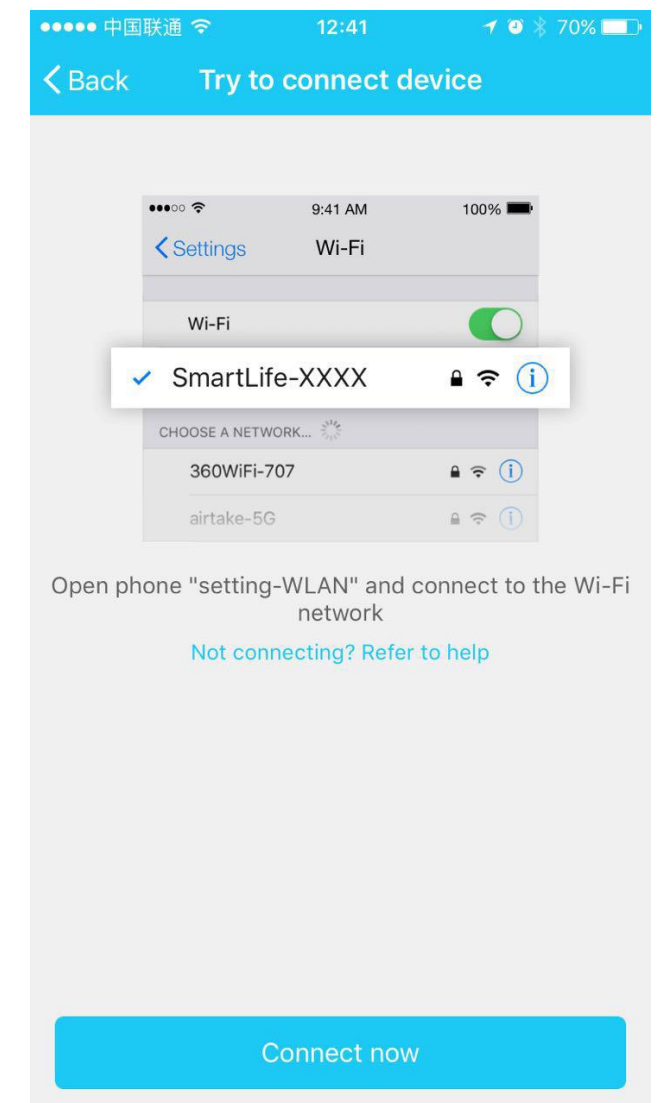 中国联通 12:41 70%
Back Try to connect device
9:41 AM 100%
Settings Wi-Fi
Wi-Fi
SmartLife-XXXX
CHOOSE A NETWORK...
360WiFi-707
airtake-5G
Open phone "setting-WLAN" and connect to the Wi-Fi
network
Not connecting? Refer to help
Connect now